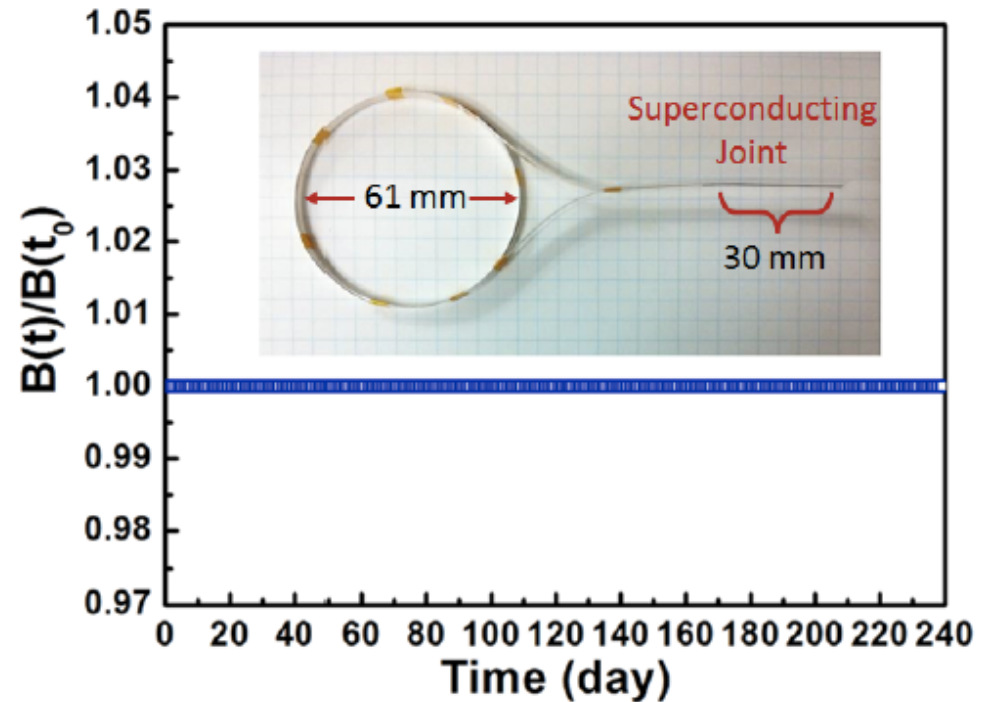 1.05
1.04
1.03
1.02
1.01
1.00
0.99
0.98
0.97
B(t)/B(t₀)
Superconducting
Joint
61 mm
30 mm
0 20 40 60 80 100 120 140 160 180 200 220 240
Time (day)